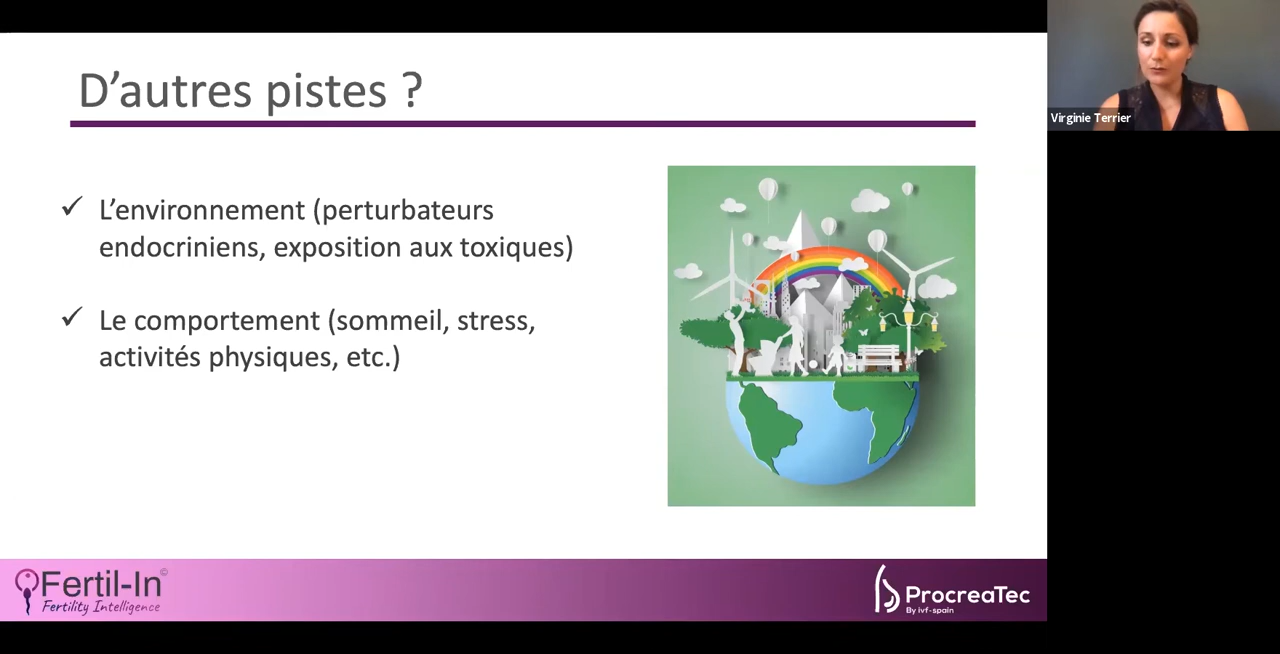 D'autres pistes ?
✓ L'environnement (perturbateurs
endocriniens, exposition aux toxiques)
✓ Le comportement (sommeil, stress,
activités physiques, etc.)
Virginie Terrier
Fertil-In©
Fertility Intelligence
ProcreaTec
By ivf-spain